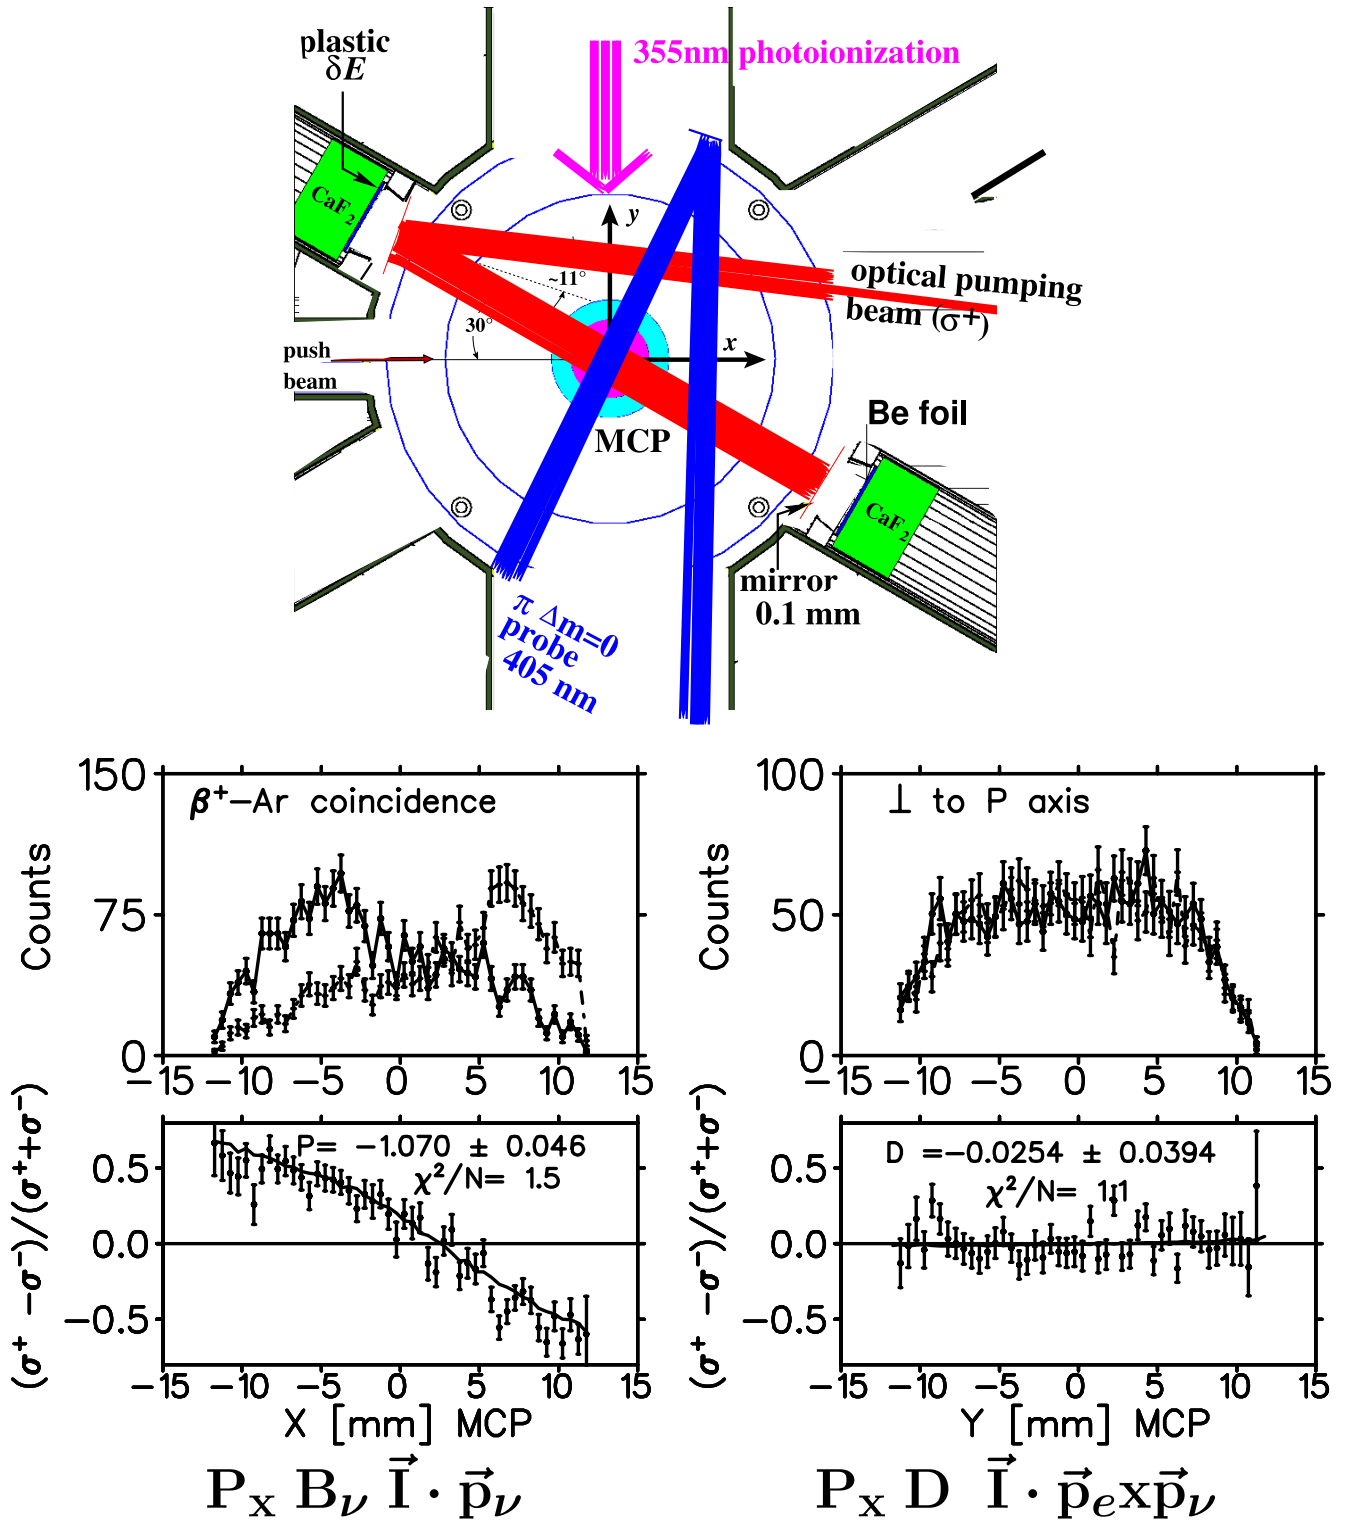 plastic
δE
355nm photoionization
CaF2
y
~11°
optical pumping
beam (σ+)
30°
push
beam
x
Be foil
MCP
CaF2
mirror
0.1 mm
π Δm=0
probe
405 nm
150
β+−Ar coincidence
75
0
Counts
−15 −10 −5 0 5 10 15
100
⊥ to P axis
50
0
Counts
−15 −10 −5 0 5 10 15
(σ+ −σ−)/(σ++σ−)
P= −1.070 ± 0.046
χ2/N= 1.5
0.5
0.0
−0.5
−15 −10 −5 0 5 10 15
X [mm] MCP
(σ+ −σ−)/(σ++σ−)
D =−0.0254 ± 0.0394
χ2/N= 1.1
0.5
0.0
−0.5
−15 −10 −5 0 5 10 15
Y [mm] MCP
Px Bν I⃗ · p⃗ν
Px D I⃗ · p⃗e x p⃗ν